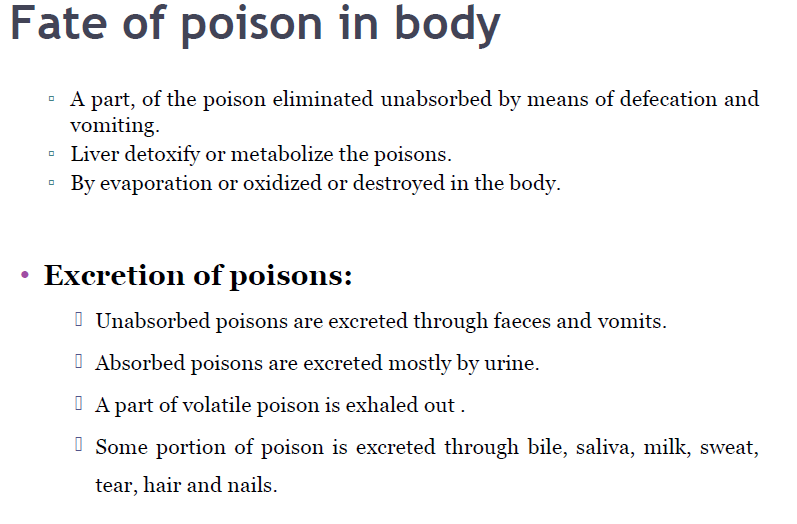 Fate of poison in body
▫ A part, of the poison eliminated unabsorbed by means of defecation and
vomiting.
▫ Liver detoxify or metabolize the poisons.
▫ By evaporation or oxidized or destroyed in the body.
• Excretion of poisons:
▯ Unabsorbed poisons are excreted through faeces and vomits.
▯ Absorbed poisons are excreted mostly by urine.
▯ A part of volatile poison is exhaled out .
▯ Some portion of poison is excreted through bile, saliva, milk, sweat,
tear, hair and nails.